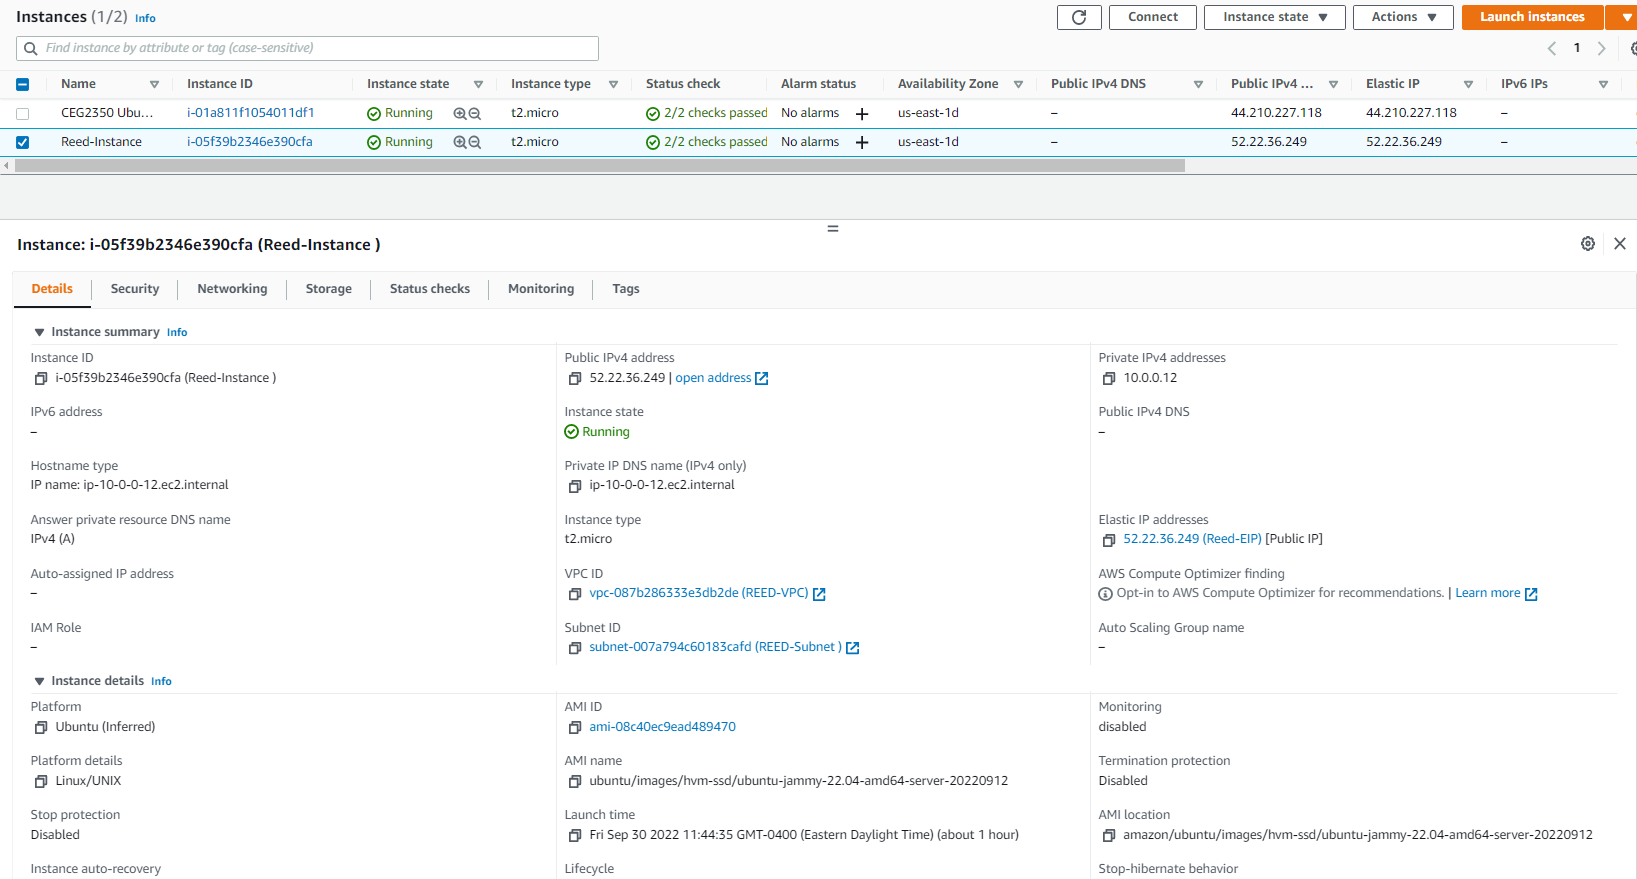 Instances (1/2) Info
Connect Instance state Actions Launch instances
Find instance by attribute or tag (case-sensitive)
1
Name Instance ID Instance state Instance type Status check Alarm status Availability Zone Public IPv4 DNS Public IPv4 ... Elastic IP IPv6 IPs
CEG2350 Ubu... i-01a811f1054011df1 Running t2.micro 2/2 checks passed No alarms + us-east-1d – 44.210.227.118 44.210.227.118 –
Reed-Instance i-05f39b2346e390cfa Running t2.micro 2/2 checks passed No alarms + us-east-1d – 52.22.36.249 52.22.36.249 –
Instance: i-05f39b2346e390cfa (Reed-Instance )
Details Security Networking Storage Status checks Monitoring Tags
Instance summary Info
Instance ID Public IPv4 address Private IPv4 addresses
i-05f39b2346e390cfa (Reed-Instance ) 52.22.36.249 | open address 10.0.0.12
IPv6 address Instance state Public IPv4 DNS
– Running –
Hostname type Private IP DNS name (IPv4 only)
IP name: ip-10-0-0-12.ec2.internal ip-10-0-0-12.ec2.internal
Answer private resource DNS name Instance type Elastic IP addresses
IPv4 (A) t2.micro 52.22.36.249 (Reed-EIP) [Public IP]
Auto-assigned IP address VPC ID AWS Compute Optimizer finding
– vpc-087b286333e3db2de (REED-VPC) Opt-in to AWS Compute Optimizer for recommendations. | Learn more
IAM Role Subnet ID Auto Scaling Group name
– subnet-007a794c60183cafd (REED-Subnet ) –
Instance details Info
Platform AMI ID Monitoring
Ubuntu (Inferred) ami-08c40ec9ead489470 disabled
Platform details AMI name Termination protection
Linux/UNIX ubuntu/images/hvm-ssd/ubuntu-jammy-22.04-amd64-server-20220912 Disabled
Stop protection Launch time AMI location
Disabled Fri Sep 30 2022 11:44:35 GMT-0400 (Eastern Daylight Time) (about 1 hour) amazon/ubuntu/images/hvm-ssd/ubuntu-jammy-22.04-amd64-server-20220912
Instance auto-recovery Lifecycle Stop-hibernate behavior